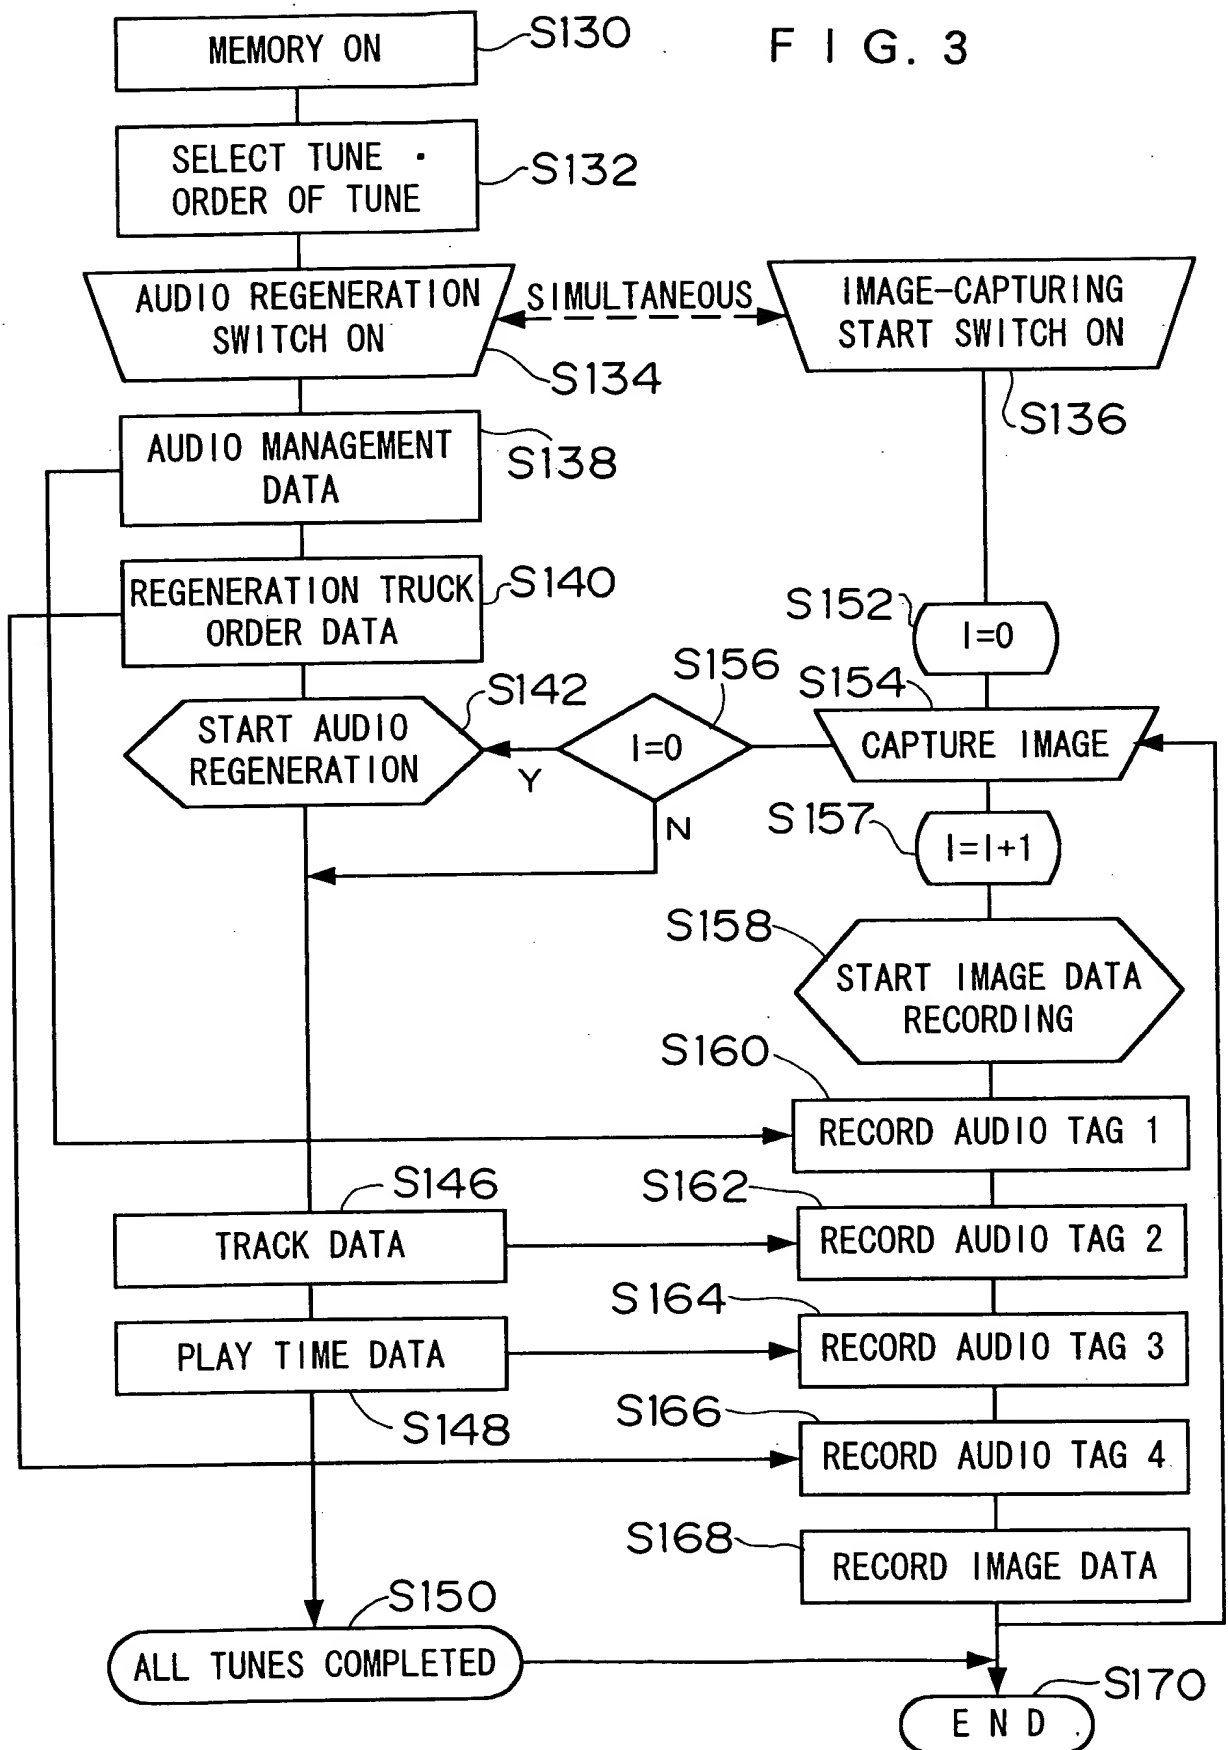 FIG. 3
MEMORY ON
S130
SELECT TUNE ·
ORDER OF TUNE
S132
AUDIO REGENERATION
SWITCH ON
S134
SIMULTANEOUS
IMAGE-CAPTURING
START SWITCH ON
S136
AUDIO MANAGEMENT
DATA
S138
REGENERATION TRUCK
ORDER DATA
S140
S152
I=0
START AUDIO
REGENERATION
S142
S156
I=0
Y
N
S154
CAPTURE IMAGE
S157
I=I+1
S158
START IMAGE DATA
RECORDING
S160
RECORD AUDIO TAG 1
S146
TRACK DATA
S162
RECORD AUDIO TAG 2
PLAY TIME DATA
S148
S164
RECORD AUDIO TAG 3
S166
RECORD AUDIO TAG 4
S168
RECORD IMAGE DATA
S150
ALL TUNES COMPLETED
S170
END